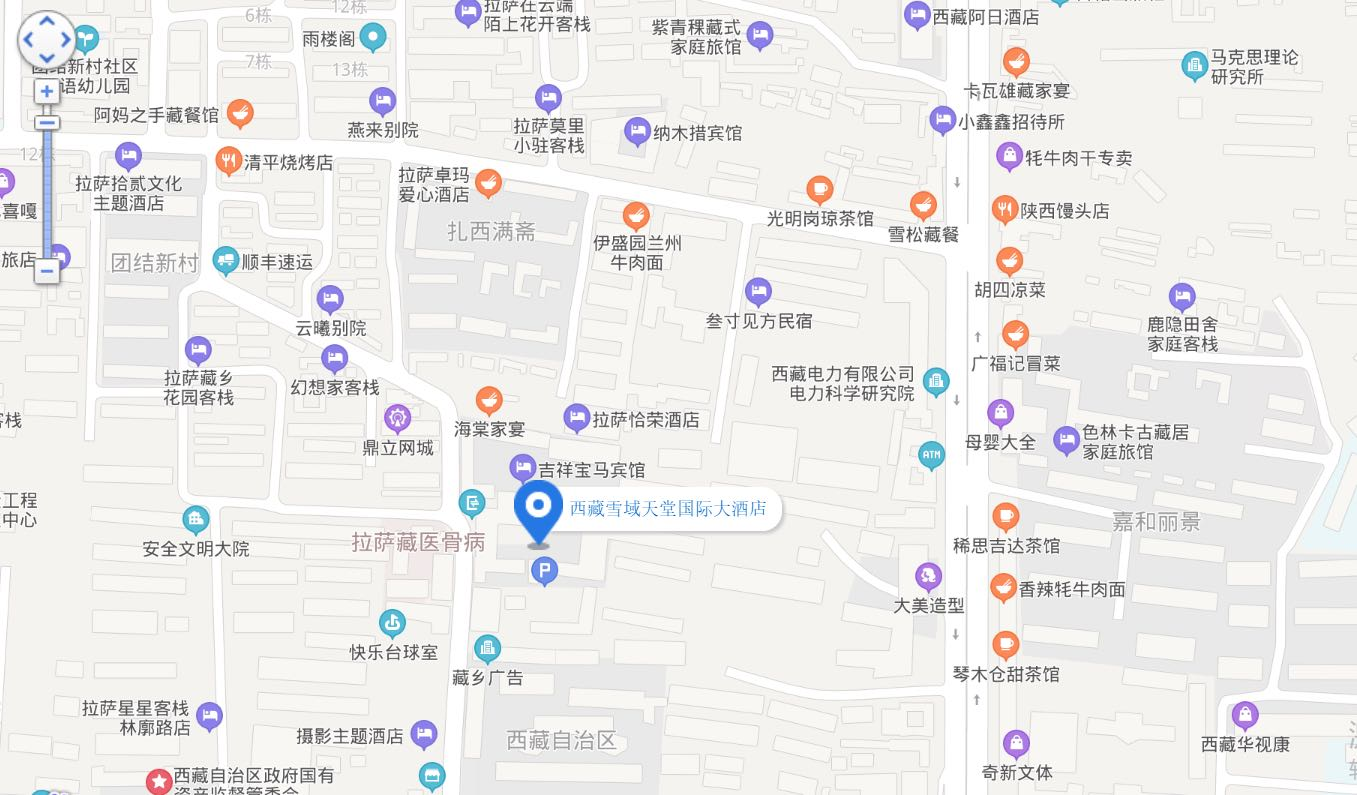 6栋
12栋
拉萨在云端
陌上花开客栈
紫青稞藏式
家庭旅馆
西藏阿日酒店
雨楼阁
7栋
13栋
团结新村社区
语幼儿园
马克思理论
研究所
卡瓦雄藏家宴
阿妈之手藏餐馆
燕来别院
拉萨莫里
小驻客栈
纳木措宾馆
小鑫鑫招待所
12栋
清平烧烤店
牦牛肉干专卖
拉萨拾贰文化
主题酒店
拉萨卓玛
爱心酒店
喜嘎
光明岗琼茶馆
陕西馒头店
扎西满斋
伊盛园兰州
牛肉面
雪松藏餐
旅店
团结新村
顺丰速运
胡四凉菜
云曦别院
叁寸见方民宿
鹿隐田舍
家庭客栈
广福记冒菜
拉萨藏乡
花园客栈
幻想家客栈
西藏电力有限公司
电力科学研究院
客栈
鼎立网城
海棠家宴
拉萨恰荣酒店
母婴大全
色林卡古藏居
家庭旅馆
ATM
吉祥宝马宾馆
工程
中心
西藏雪域天堂国际大酒店
嘉和丽景
安全文明大院
拉萨藏医骨病
稀思吉达茶馆
P
大美造型
香辣牦牛肉面
快乐台球室
藏乡广告
琴木仓甜茶馆
拉萨星星客栈
林廓路店
摄影主题酒店
西藏自治区
西藏华视康
奇新文体
西藏自治区政府国有
资产监督管委会